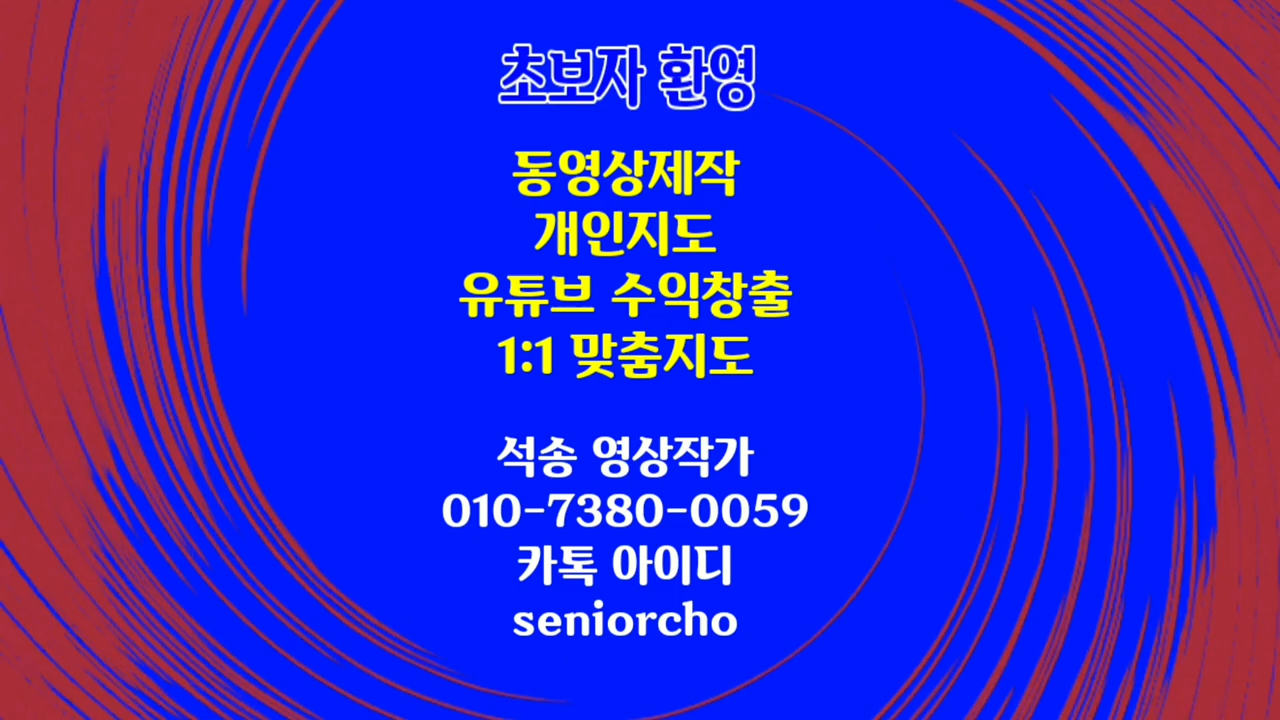 초보자 환영
동영상제작
개인지도
유튜브 수익창출
1:1 맞춤지도
석송 영상작가
010-7380-0059
카톡 아이디
seniorcho